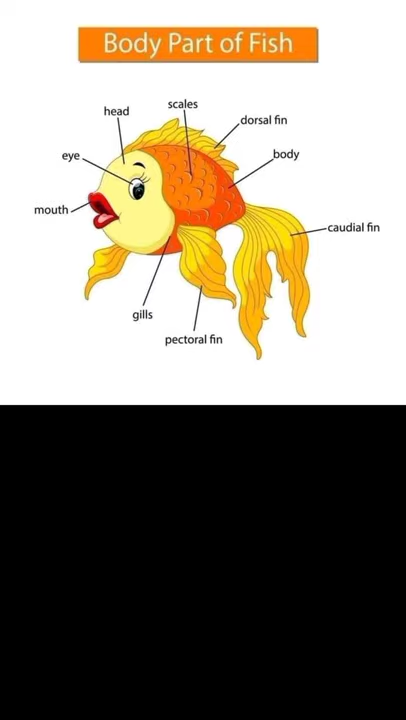 Body Part of Fish
scales
head
dorsal fin
eye
body
mouth
caudial fin
gills
pectoral fin